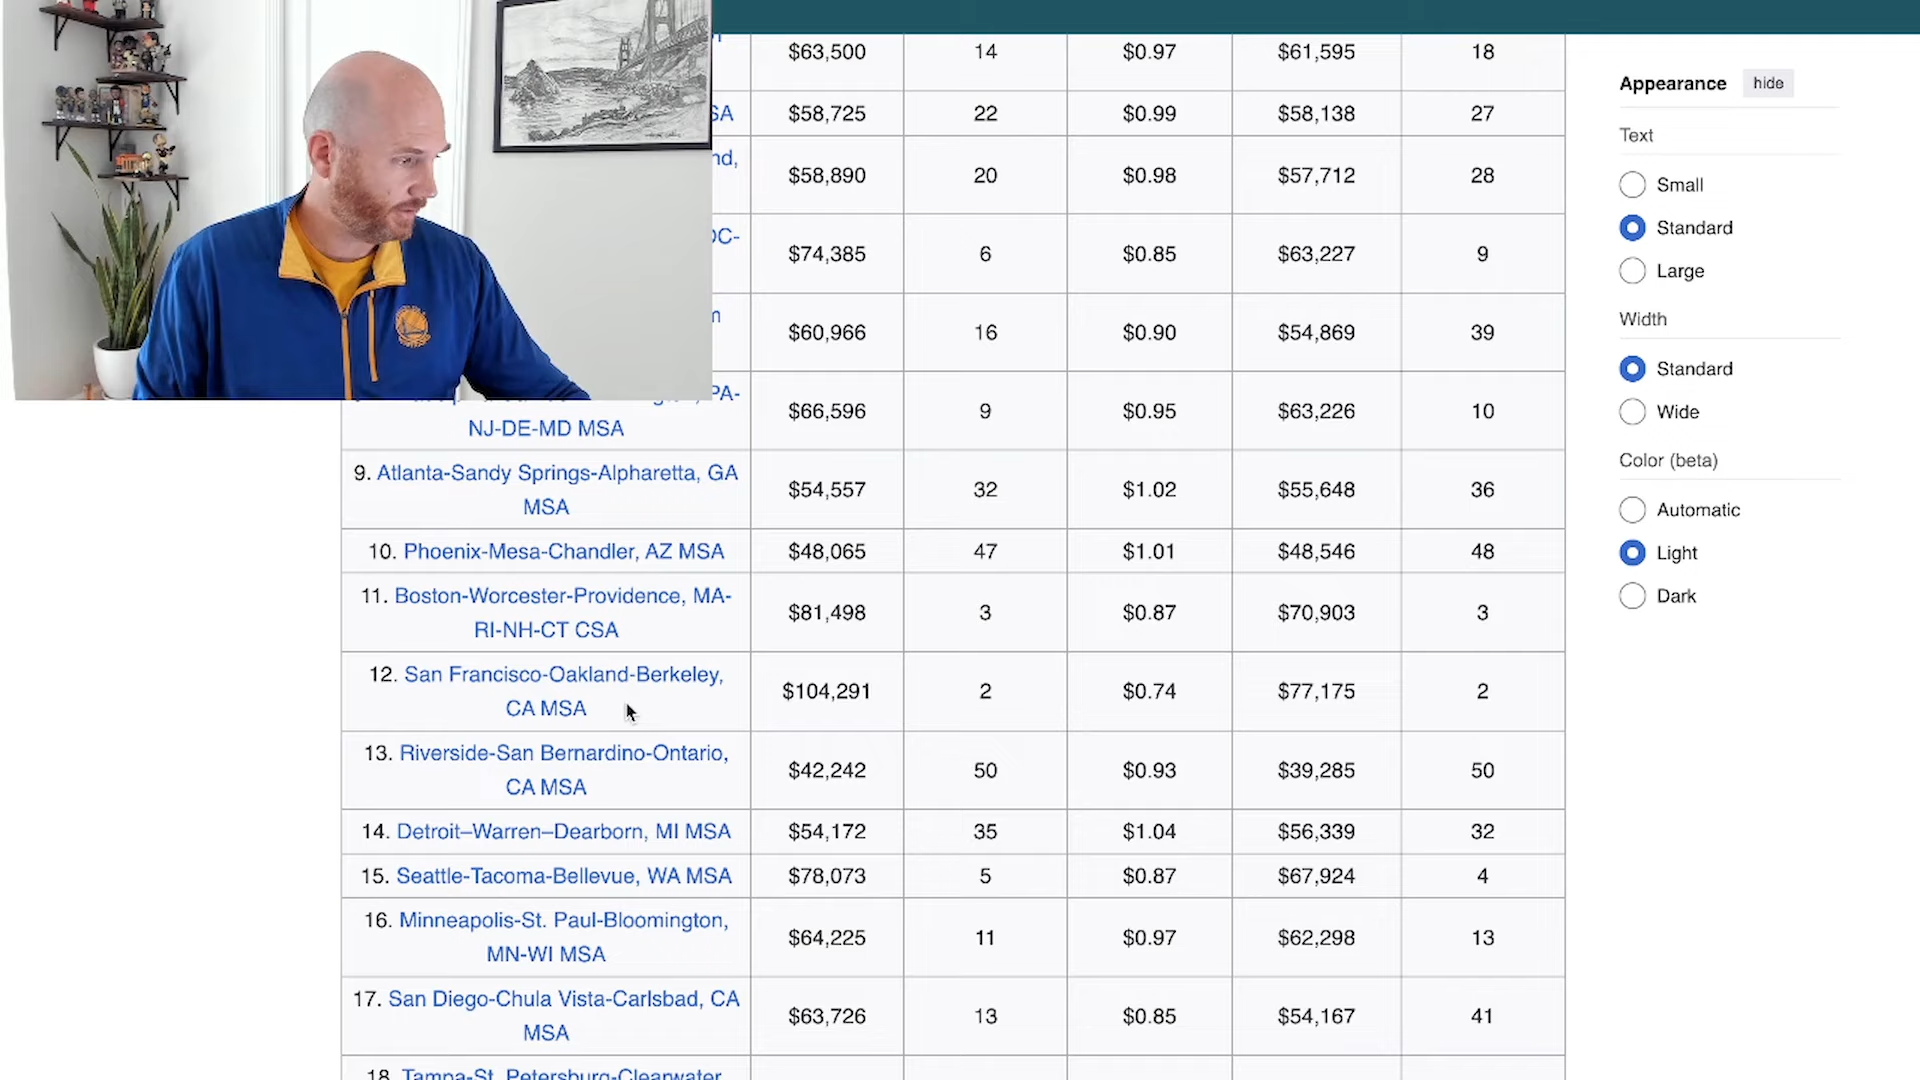 $63,500 14 $0.97 $61,595 18
SA $58,725 22 $0.99 $58,138 27
nd, $58,890 20 $0.98 $57,712 28
DC- $74,385 6 $0.85 $63,227 9
$60,966 16 $0.90 $54,869 39
PA-
NJ-DE-MD MSA $66,596 9 $0.95 $63,226 10
9. Atlanta-Sandy Springs-Alpharetta, GA
MSA $54,557 32 $1.02 $55,648 36
10. Phoenix-Mesa-Chandler, AZ MSA $48,065 47 $1.01 $48,546 48
11. Boston-Worcester-Providence, MA-
RI-NH-CT CSA $81,498 3 $0.87 $70,903 3
12. San Francisco-Oakland-Berkeley,
CA MSA $104,291 2 $0.74 $77,175 2
13. Riverside-San Bernardino-Ontario,
CA MSA $42,242 50 $0.93 $39,285 50
14. Detroit–Warren–Dearborn, MI MSA $54,172 35 $1.04 $56,339 32
15. Seattle-Tacoma-Bellevue, WA MSA $78,073 5 $0.87 $67,924 4
16. Minneapolis-St. Paul-Bloomington,
MN-WI MSA $64,225 11 $0.97 $62,298 13
17. San Diego-Chula Vista-Carlsbad, CA
MSA $63,726 13 $0.85 $54,167 41
18. Tampa-St. Petersburg-Clearwater,
Appearance hide
Text
Small
Standard
Large
Width
Standard
Wide
Color (beta)
Automatic
Light
Dark